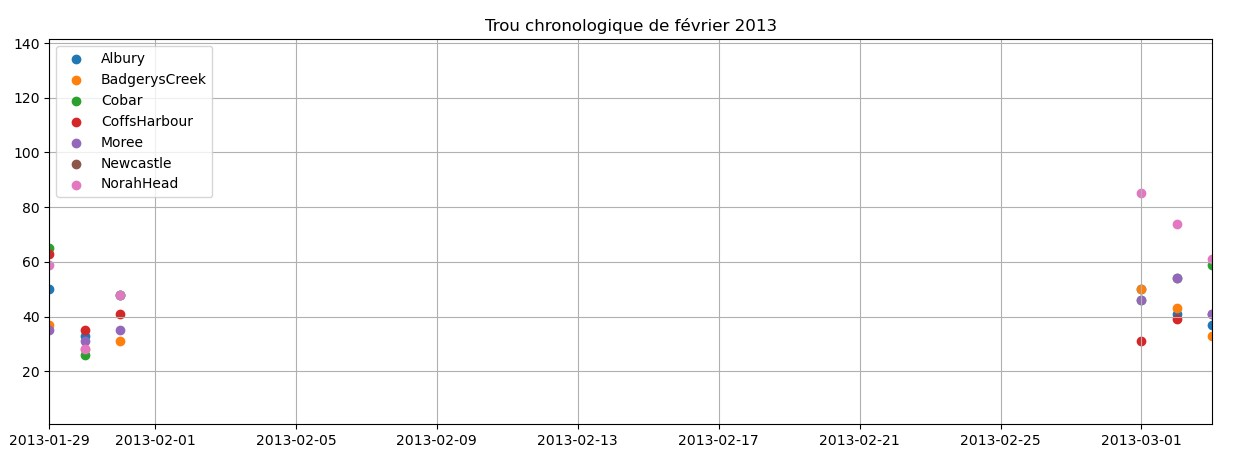 Trou chronologique de février 2013
140
120
100
80
60
40
20
Albury
BadgerysCreek
Cobar
CoffsHarbour
Moree
Newcastle
NorahHead
2013-01-29 2013-02-01 2013-02-05 2013-02-09 2013-02-13 2013-02-17 2013-02-21 2013-02-25 2013-03-01